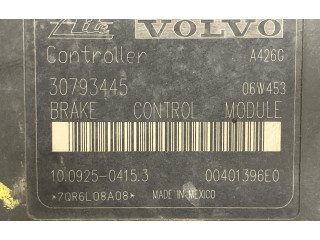 Ate VOLVO
Controller A426G
30793445 06W453
BRAKE CONTROL MODULE
10.0925-0415.3 00401396E0
*7QR6L08A08* MADE IN MEXICO